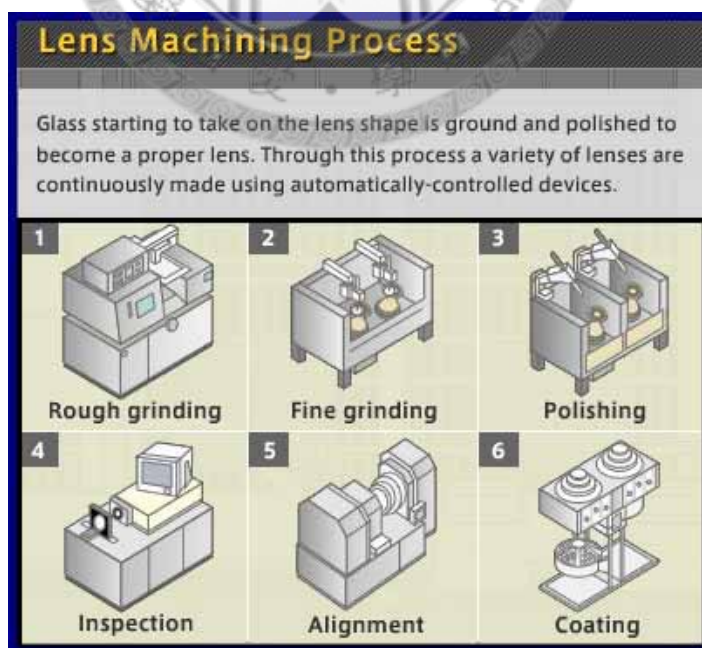 Lens Machining Process
Glass starting to take on the lens shape is ground and polished to
become a proper lens. Through this process a variety of lenses are
continuously made using automatically-controlled devices.
1
Rough grinding
2
Fine grinding
3
Polishing
4
Inspection
5
Alignment
6
Coating